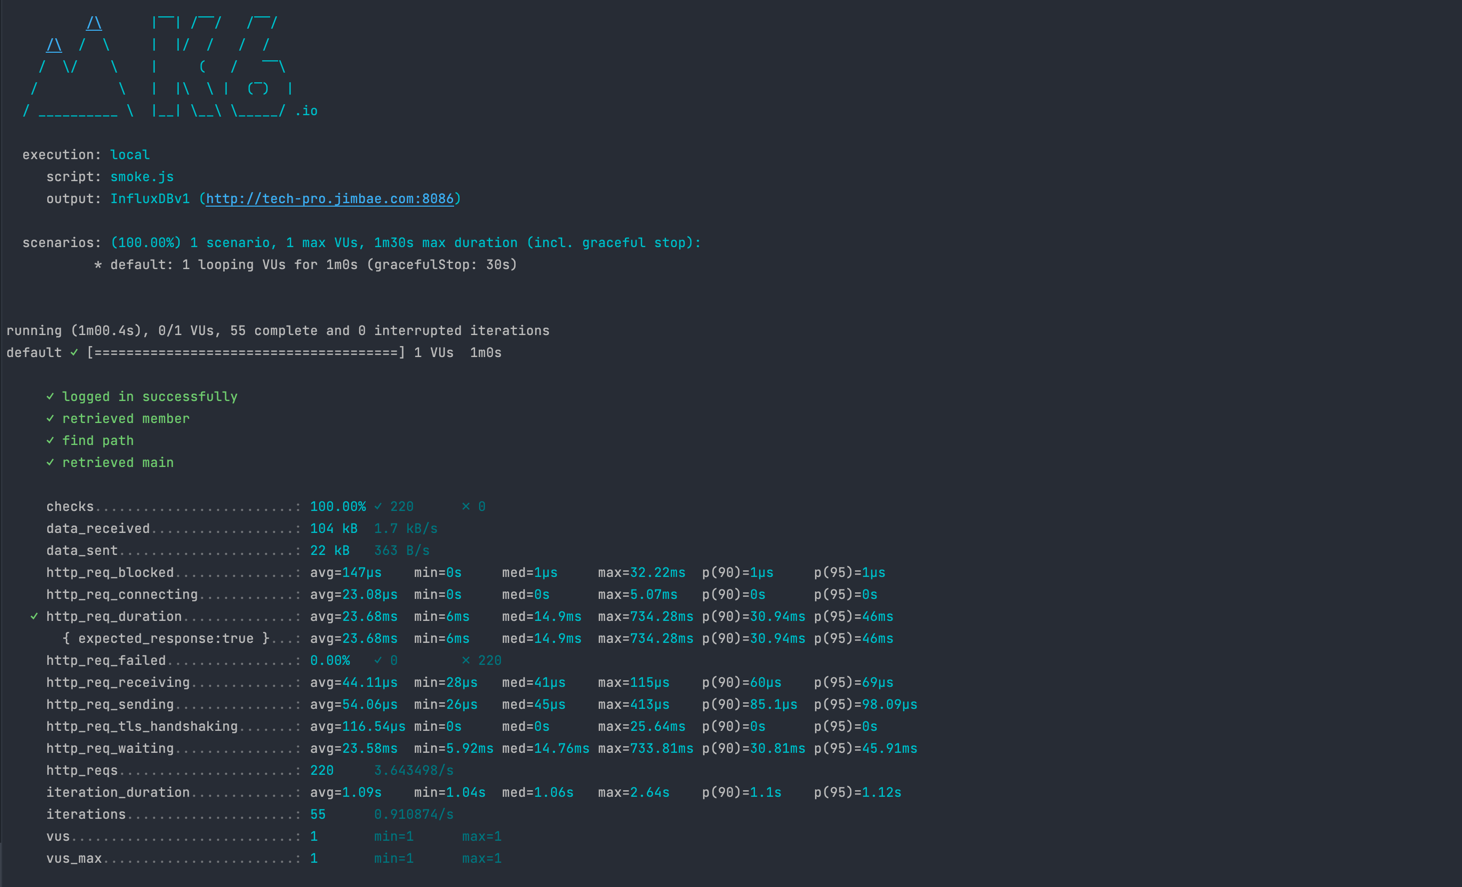 /\      |‾‾| /‾‾/   /‾‾/
/\  /  \     |  |/  /   /  /
/  \/    \    |     (   /   ‾‾\
/          \   |  |\  \ |  (‾)  |
/ __________ \  |__| \__\ \_____/ .io
execution: local
script: smoke.js
output: InfluxDBv1 (http://tech-pro.jimbae.com:8086)
scenarios: (100.00%) 1 scenario, 1 max VUs, 1m30s max duration (incl. graceful stop):
* default: 1 looping VUs for 1m0s (gracefulStop: 30s)
running (1m00.4s), 0/1 VUs, 55 complete and 0 interrupted iterations
default ✓ [======================================] 1 VUs  1m0s
✓ logged in successfully
✓ retrieved member
✓ find path
✓ retrieved main
checks.........................: 100.00% ✓ 220      ✗ 0
data_received..................: 104 kB  1.7 kB/s
data_sent......................: 22 kB   363 B/s
http_req_blocked...............: avg=147µs    min=0s     med=1µs     max=32.22ms  p(90)=1µs     p(95)=1µs
http_req_connecting............: avg=23.08µs  min=0s     med=0s      max=5.07ms   p(90)=0s      p(95)=0s
✓ http_req_duration..............: avg=23.68ms  min=6ms    med=14.9ms  max=734.28ms p(90)=30.94ms p(95)=46ms
{ expected_response:true }...: avg=23.68ms  min=6ms    med=14.9ms  max=734.28ms p(90)=30.94ms p(95)=46ms
http_req_failed................: 0.00%   ✓ 0        ✗ 220
http_req_receiving.............: avg=44.11µs  min=28µs   med=41µs    max=115µs    p(90)=60µs    p(95)=69µs
http_req_sending...............: avg=54.06µs  min=26µs   med=45µs    max=413µs    p(90)=85.1µs  p(95)=98.09µs
http_req_tls_handshaking.......: avg=116.54µs min=0s     med=0s      max=25.64ms  p(90)=0s      p(95)=0s
http_req_waiting...............: avg=23.58ms  min=5.92ms med=14.76ms max=733.81ms p(90)=30.81ms p(95)=45.91ms
http_reqs......................: 220     3.643498/s
iteration_duration.............: avg=1.09s    min=1.04s  med=1.06s   max=2.64s    p(90)=1.1s    p(95)=1.12s
iterations.....................: 55      0.910874/s
vus............................: 1       min=1      max=1
vus_max........................: 1       min=1      max=1